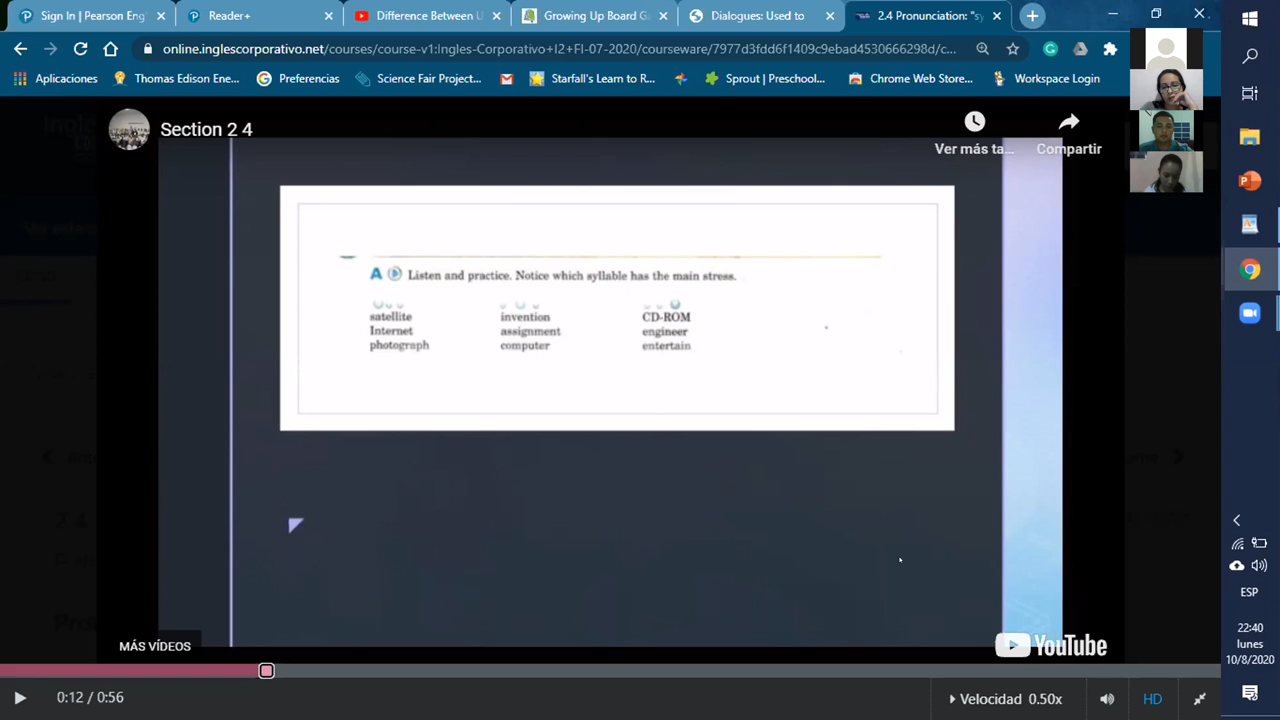 Sign In | Pearson Eng
Reader+
Difference Between U
Growing Up Board Ga
Dialogues: Used to
2.4 Pronunciation: "sy
online.inglescorporativo.net/courses/course-v1:Ingles-Corporativo+I2+FI-07-2020/courseware/7977d3fdd6f1409c9ebad4530666298d/c...
Aplicaciones
Thomas Edison Ene...
Preferencias
Science Fair Project...
Starfall's Learn to R...
Sprout | Preschool...
Chrome Web Store...
Workspace Login
Section 2 4
Ver más ta...
Compartir
A Listen and practice. Notice which syllable has the main stress.
satellite
Internet
photograph
invention
assignment
computer
CD-ROM
engineer
entertain
MÁS VÍDEOS
YouTube
0:12 / 0:56
Velocidad 0.50x
HD
ESP
22:40
lunes
10/8/2020